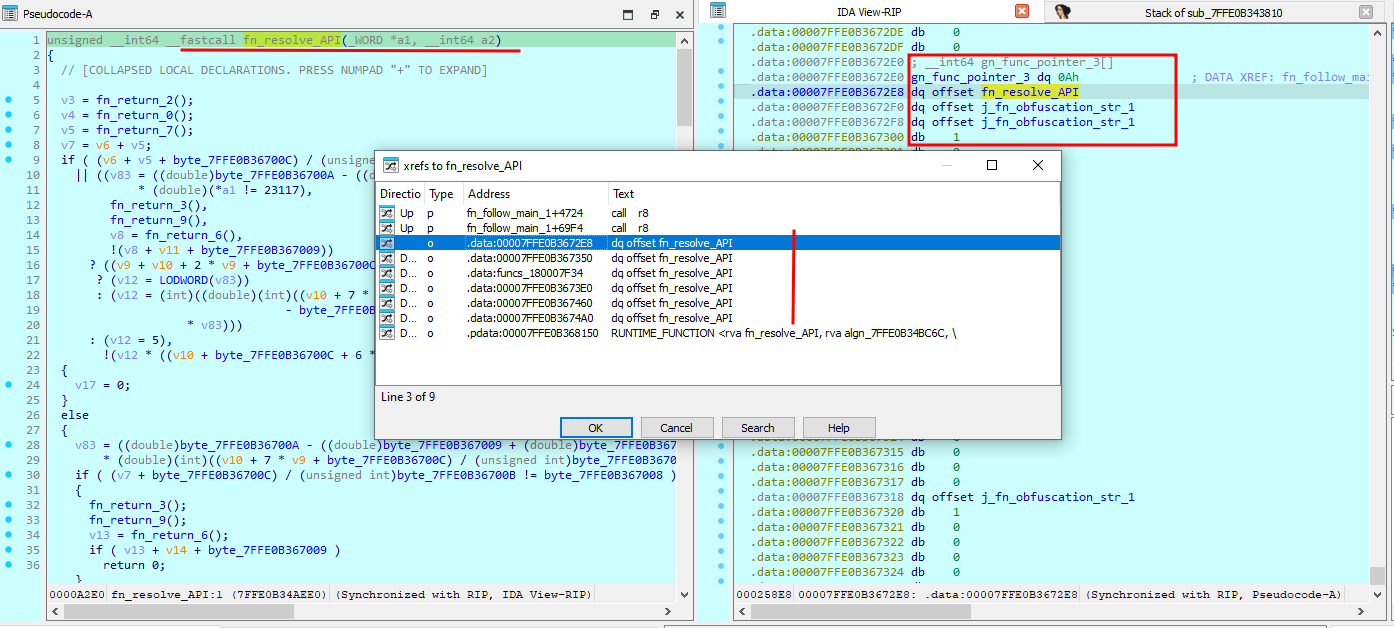 Pseudocode-A
1 unsigned __int64 __fastcall fn_resolve_API(_WORD *a1, __int64 a2)
2 {
3 // [COLLAPSED LOCAL DECLARATIONS. PRESS NUMPAD "+" TO EXPAND]
4
5 v3 = fn_return_2();
6 v4 = fn_return_0();
7 v5 = fn_return_7();
8 v7 = v6 + v5;
9 if ( (v6 + v5 + byte_7FFE0B36700C) / (unsigne
10 || ((v83 = ((double)byte_7FFE0B36700A - ((d
11 * (double)(*a1 != 23117),
12 fn_return_3(),
13 fn_return_9(),
14 v8 = fn_return_6(),
15 !(v8 + v11 + byte_7FFE0B367009))
16 ? ((v9 + v10 + 2 * v9 + byte_7FFE0B36700C
17 ? (v12 = LODWORD(v83))
18 : (v12 = (int)((double)(int)((v10 + 7 *
19 - byte_7FFE0B
20 * v83)))
21 : (v12 = 5),
22 !(v12 * ((v10 + byte_7FFE0B36700C + 6 *
23 {
24 v17 = 0;
25 }
26 else
27 {
28 v83 = ((double)byte_7FFE0B36700A - ((double)byte_7FFE0B367009 + (double)byte_7FFE0B367
29 * (double)(int)((v10 + 7 * v9 + byte_7FFE0B36700C) / (unsigned int)byte_7FFE0B3670
30 if ( (v7 + byte_7FFE0B36700C) / (unsigned int)byte_7FFE0B36700B != byte_7FFE0B367008 )
31 {
32 fn_return_3();
33 fn_return_9();
34 v13 = fn_return_6();
35 if ( v13 + v14 + byte_7FFE0B367009 )
36 return 0;
}
0000A2E0 fn_resolve_API:1 (7FFE0B34AEE0) (Synchronized with RIP, IDA View-RIP)
IDA View-RIP
Stack of sub_7FFE0B343810
.data:00007FFE0B3672DE db 0
.data:00007FFE0B3672DF db 0
.data:00007FFE0B3672E0 ; __int64 gn_func_pointer_3[]
.data:00007FFE0B3672E0 gn_func_pointer_3 dq 0Ah ; DATA XREF: fn_follow_ma
.data:00007FFE0B3672E8 dq offset fn_resolve_API
.data:00007FFE0B3672F0 dq offset j_fn_obfuscation_str_1
.data:00007FFE0B3672F8 dq offset j_fn_obfuscation_str_1
.data:00007FFE0B367300 db 1
xrefs to fn_resolve_API
Directio Type Address Text
Up p fn_follow_main_1+4724 call r8
Up p fn_follow_main_1+69F4 call r8
o .data:00007FFE0B3672E8 dq offset fn_resolve_API
D... o .data:00007FFE0B367350 dq offset fn_resolve_API
D... o .data:funcs_180007F34 dq offset fn_resolve_API
D... o .data:00007FFE0B3673E0 dq offset fn_resolve_API
D... o .data:00007FFE0B367460 dq offset fn_resolve_API
D... o .data:00007FFE0B3674A0 dq offset fn_resolve_API
D... o .pdata:00007FFE0B368150 RUNTIME_FUNCTION <rva fn_resolve_API, rva algn_7FFE0B34BC6C, \
Line 3 of 9
OK Cancel Search Help
.data:00007FFE0B367315 db 0
.data:00007FFE0B367316 db 0
.data:00007FFE0B367317 db 0
.data:00007FFE0B367318 dq offset j_fn_obfuscation_str_1
.data:00007FFE0B367320 db 1
.data:00007FFE0B367321 db 0
.data:00007FFE0B367322 db 0
.data:00007FFE0B367323 db 0
.data:00007FFE0B367324 db 0
000258E8 00007FFE0B3672E8: .data:00007FFE0B3672E8 (Synchronized with RIP, Pseudocode-A)